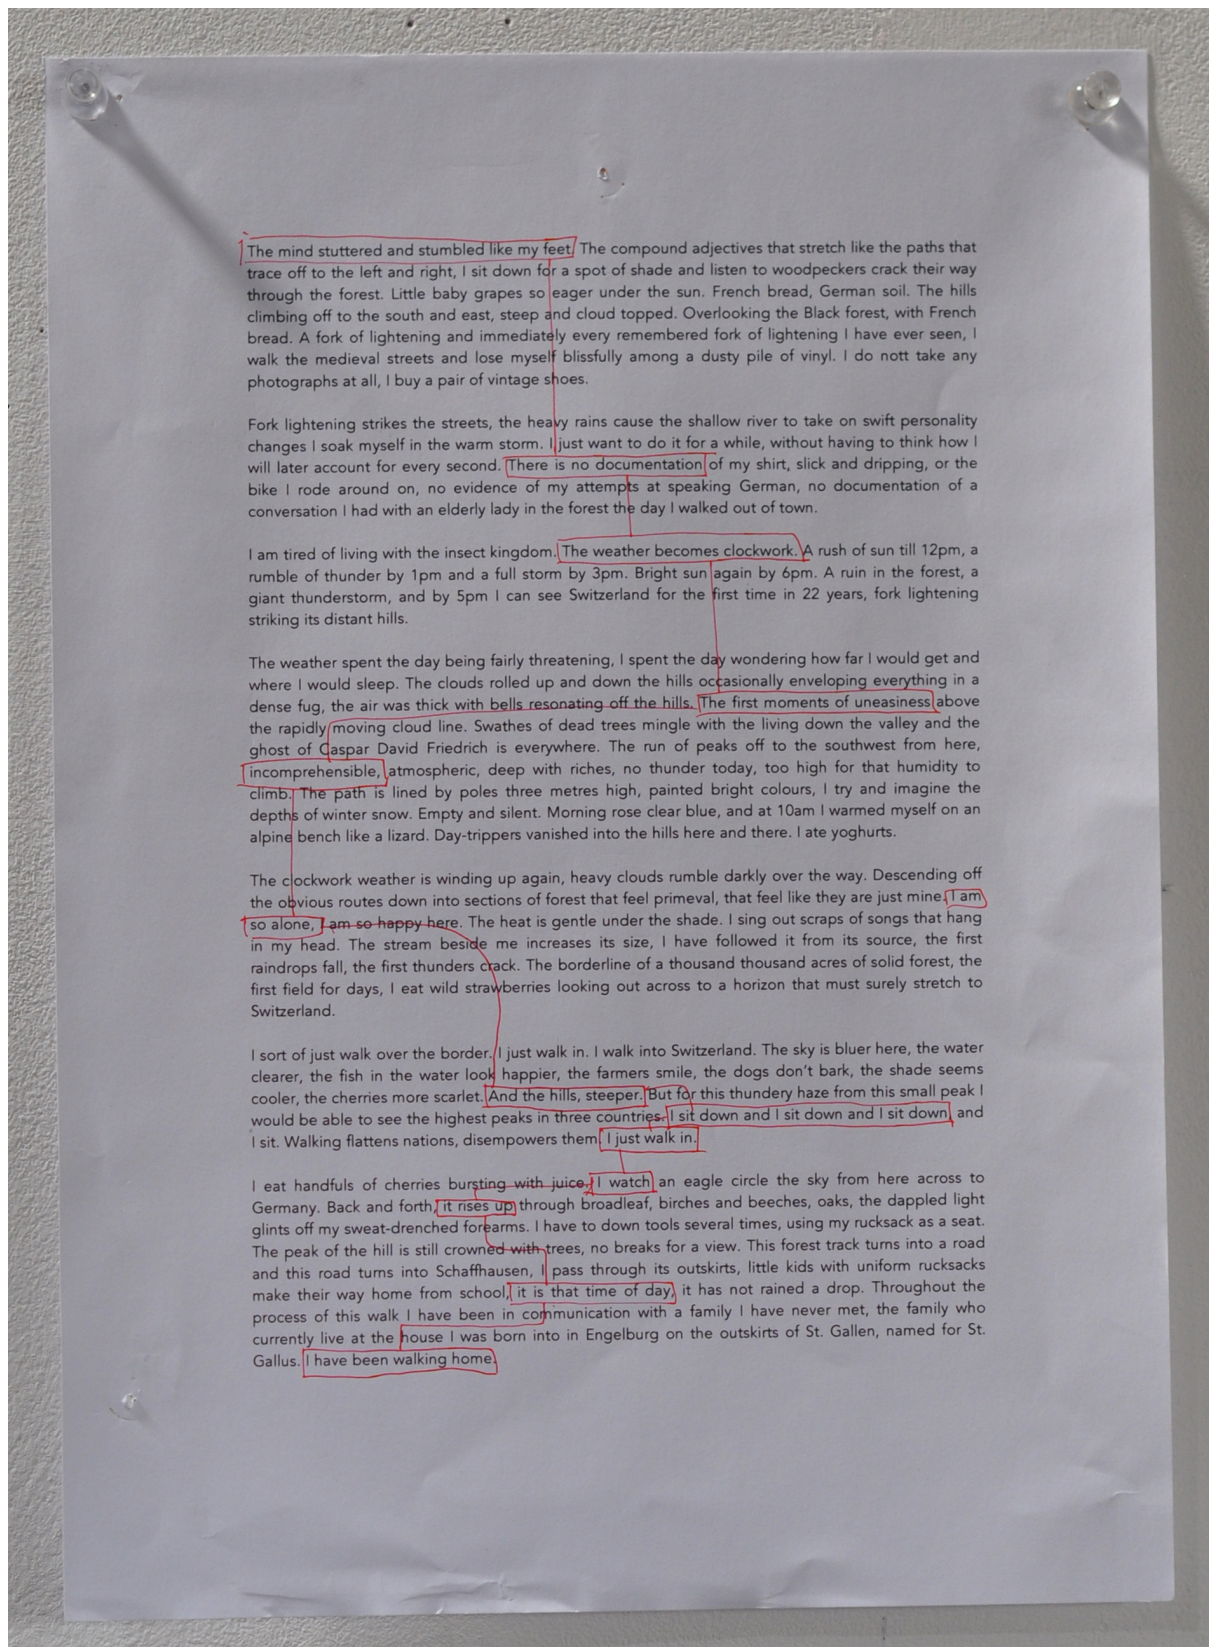 The mind stuttered and stumbled like my feet. The compound adjectives that stretch like the paths that
trace off to the left and right, I sit down for a spot of shade and listen to woodpeckers crack their way
through the forest. Little baby grapes so eager under the sun. French bread, German soil. The hills
climbing off to the south and east, steep and cloud topped. Overlooking the Black forest, with French
bread. A fork of lightening and immediately every remembered fork of lightening I have ever seen, I
walk the medieval streets and lose myself blissfully among a dusty pile of vinyl. I do nott take any
photographs at all, I buy a pair of vintage shoes.
Fork lightening strikes the streets, the heavy rains cause the shallow river to take on swift personality
changes I soak myself in the warm storm. I just want to do it for a while, without having to think how I
will later account for every second. There is no documentation of my shirt, slick and dripping, or the
bike I rode around on, no evidence of my attempts at speaking German, no documentation of a
conversation I had with an elderly lady in the forest the day I walked out of town.
I am tired of living with the insect kingdom. The weather becomes clockwork. A rush of sun till 12pm, a
rumble of thunder by 1pm and a full storm by 3pm. Bright sun again by 6pm. A ruin in the forest, a
giant thunderstorm, and by 5pm I can see Switzerland for the first time in 22 years, fork lightening
striking its distant hills.
The weather spent the day being fairly threatening, I spent the day wondering how far I would get and
where I would sleep. The clouds rolled up and down the hills occasionally enveloping everything in a
dense fug, the air was thick with bells resonating off the hills. The first moments of uneasiness above
the rapidly moving cloud line. Swathes of dead trees mingle with the living down the valley and the
ghost of Caspar David Friedrich is everywhere. The run of peaks off to the southwest from here,
incomprehensible, atmospheric, deep with riches, no thunder today, too high for that humidity to
climb. The path is lined by poles three metres high, painted bright colours, I try and imagine the
depths of winter snow. Empty and silent. Morning rose clear blue, and at 10am I warmed myself on an
alpine bench like a lizard. Day-trippers vanished into the hills here and there. I ate yoghurts.
The clockwork weather is winding up again, heavy clouds rumble darkly over the way. Descending off
the obvious routes down into sections of forest that feel primeval, that feel like they are just mine. I am
so alone, I am so happy here. The heat is gentle under the shade. I sing out scraps of songs that hang
in my head. The stream beside me increases its size, I have followed it from its source, the first
raindrops fall, the first thunders crack. The borderline of a thousand thousand acres of solid forest, the
first field for days, I eat wild strawberries looking out across to a horizon that must surely stretch to
Switzerland.
I sort of just walk over the border. I just walk in. I walk into Switzerland. The sky is bluer here, the water
clearer, the fish in the water look happier, the farmers smile, the dogs don't bark, the shade seems
cooler, the cherries more scarlet. And the hills, steeper. But for this thundery haze from this small peak I
would be able to see the highest peaks in three countries. I sit down and I sit down and I sit down, and
I sit. Walking flattens nations, disempowers them. I just walk in.
I eat handfuls of cherries bursting with juice. I watch an eagle circle the sky from here across to
Germany. Back and forth, it rises up through broadleaf, birches and beeches, oaks, the dappled light
glints off my sweat-drenched forearms. I have to down tools several times, using my rucksack as a seat.
The peak of the hill is still crowned with trees, no breaks for a view. This forest track turns into a road
and this road turns into Schaffhausen, I pass through its outskirts, little kids with uniform rucksacks
make their way home from school, it is that time of day, it has not rained a drop. Throughout the
process of this walk I have been in communication with a family I have never met, the family who
currently live at the house I was born into in Engelburg on the outskirts of St. Gallen, named for St.
Gallus. I have been walking home.